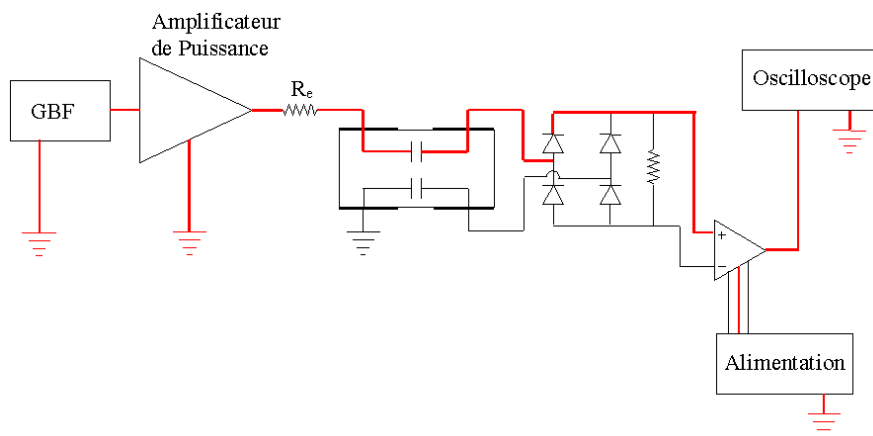 Amplificateur
de Puissance
GBF
Re
Oscilloscope
+
−
Alimentation